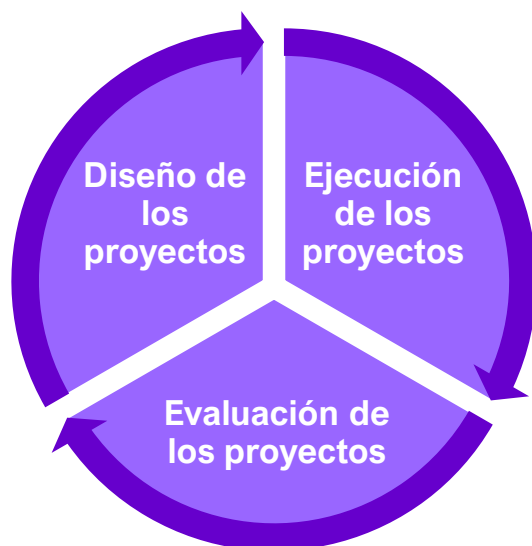 Diseño de
los
proyectos
Ejecución
de los
proyectos
Evaluación de
los proyectos